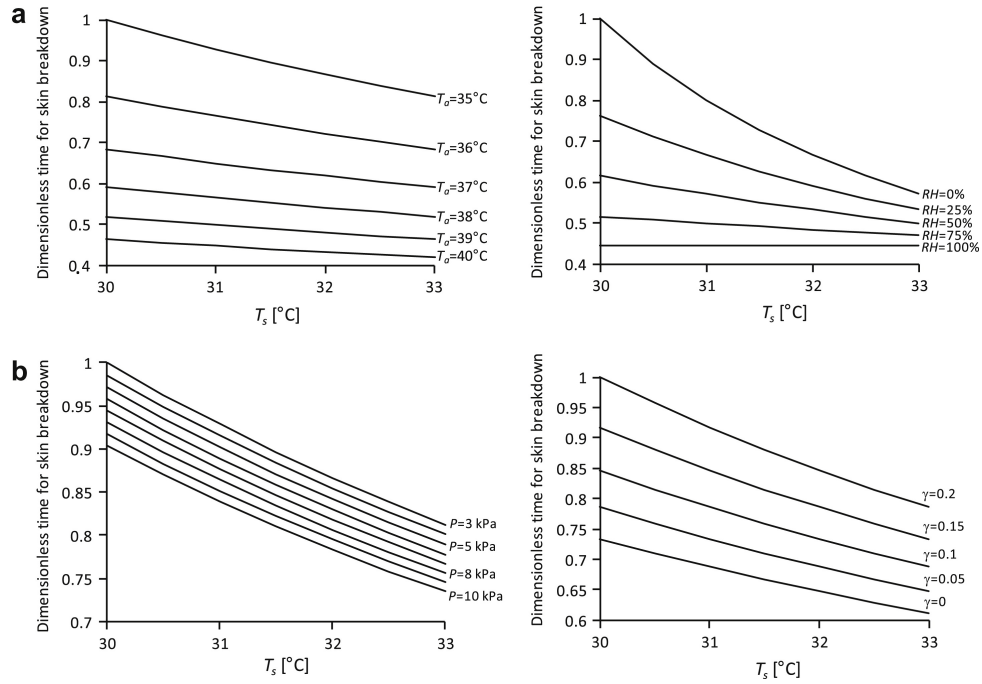 a
Dimensionless time for skin breakdown
1
0.9
0.8
0.7
0.6
0.5
0.4
30
31
32
33
Ts [°C]
Ta=35°C
Ta=36°C
Ta=37°C
Ta=38°C
Ta=39°C
Ta=40°C
Dimensionless time for skin breakdown
1
0.9
0.8
0.7
0.6
0.5
0.4
30
31
32
33
Ts [°C]
RH=0%
RH=25%
RH=50%
RH=75%
RH=100%
b
Dimensionless time for skin breakdown
1
0.95
0.9
0.85
0.8
0.75
0.7
30
31
32
33
Ts [°C]
P=3 kPa
P=5 kPa
P=8 kPa
P=10 kPa
Dimensionless time for skin breakdown
1
0.95
0.9
0.85
0.8
0.75
0.7
0.65
0.6
30
31
32
33
Ts [°C]
γ=0.2
γ=0.15
γ=0.1
γ=0.05
γ=0